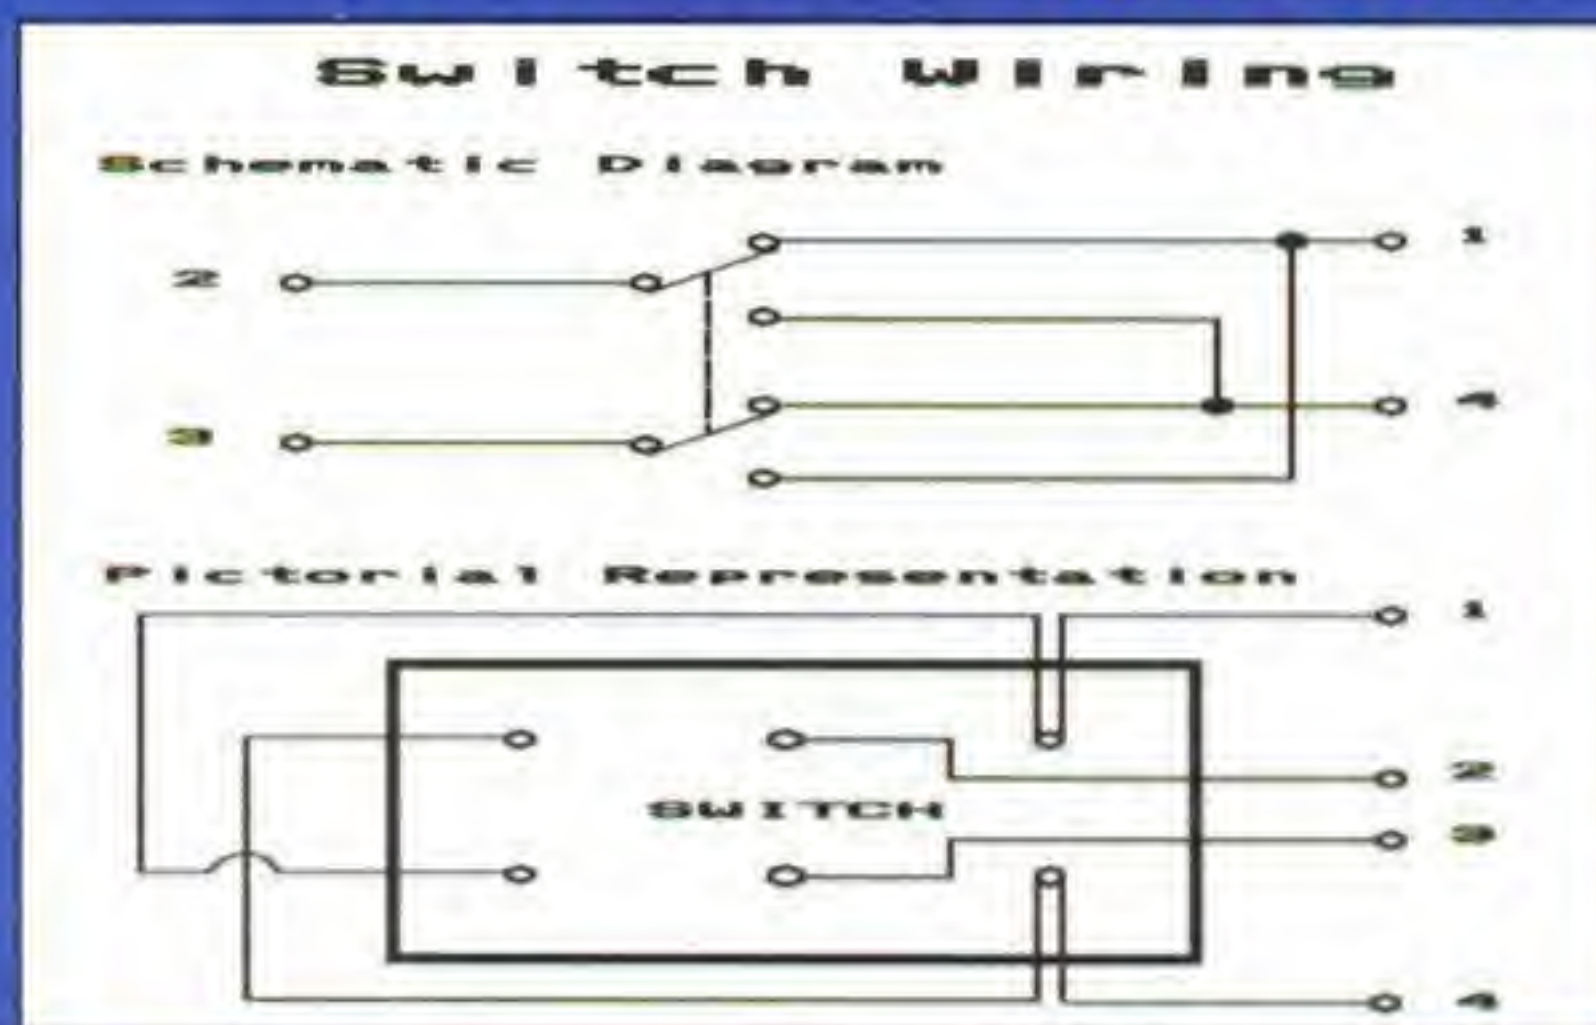 Switch Wiring
Schematic Diagram
1
2
4
3
Pictorial Representation
1
2
SWITCH
3
4